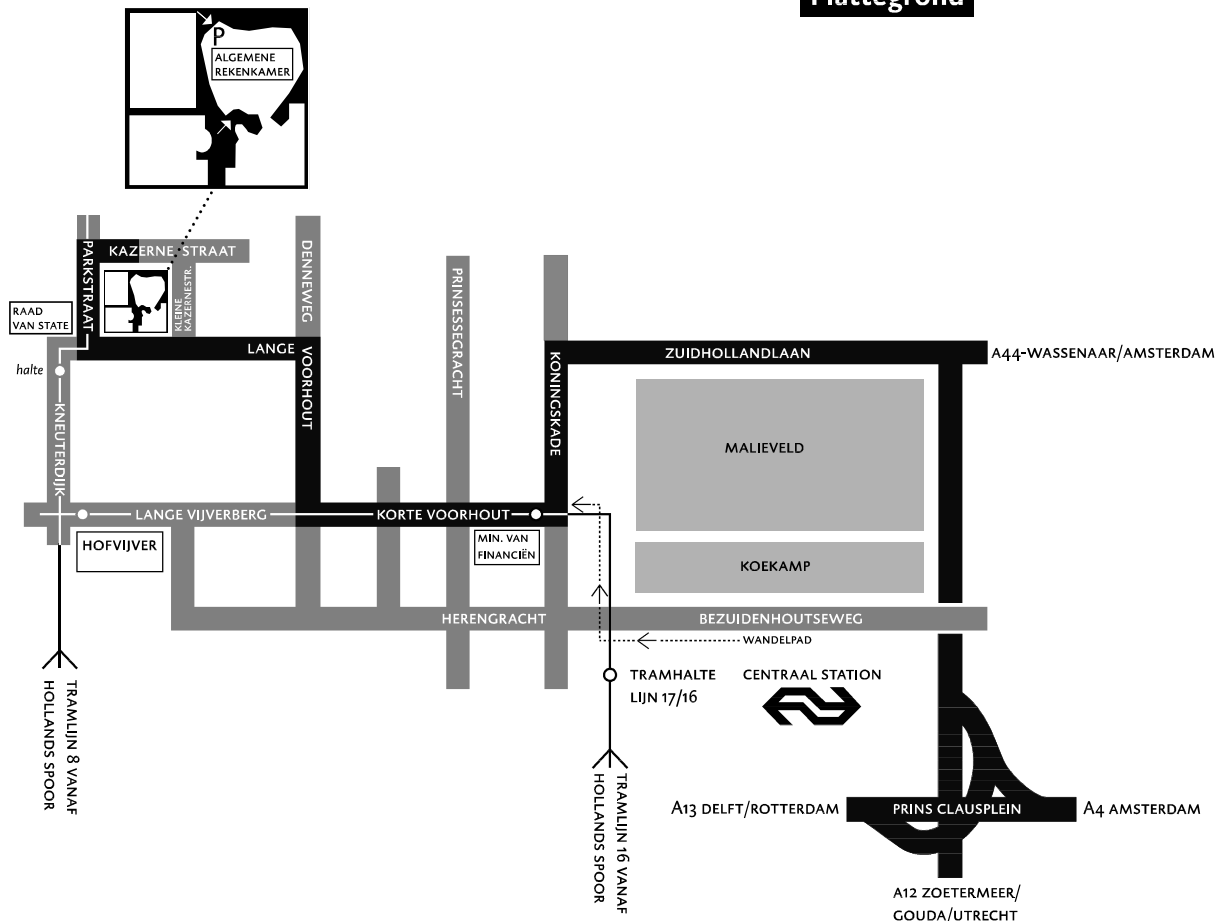 Plattegrond
P
ALGEMENE
REKENKAMER
PARKSTRAAT
KAZERNE STRAAT
KLEINE
KAZERNESTR.
DENNEWEG
PRINSESSEGRACHT
RAAD
VAN STATE
halte
LANGE
VOORHOUT
KONINGSKADE
ZUIDHOLLANDLAAN
A44-WASSENAAR/AMSTERDAM
KNEUTERDIJK
MALIEVELD
LANGE VIJVERBERG
KORTE VOORHOUT
HOFVIJVER
MIN. VAN
FINANCIËN
KOEKAMP
HERENGRACHT
BEZUIDENHOUTSEWEG
WANDELPAD
TRAMHALTE
LIJN 17/16
CENTRAAL STATION
TRAMLIJN 8 VANAF
HOLLANDS SPOOR
TRAMLIJN 16 VANAF
HOLLANDS SPOOR
A13 DELFT/ROTTERDAM
PRINS CLAUSPLEIN
A4 AMSTERDAM
A12 ZOETERMEER/
GOUDA/UTRECHT